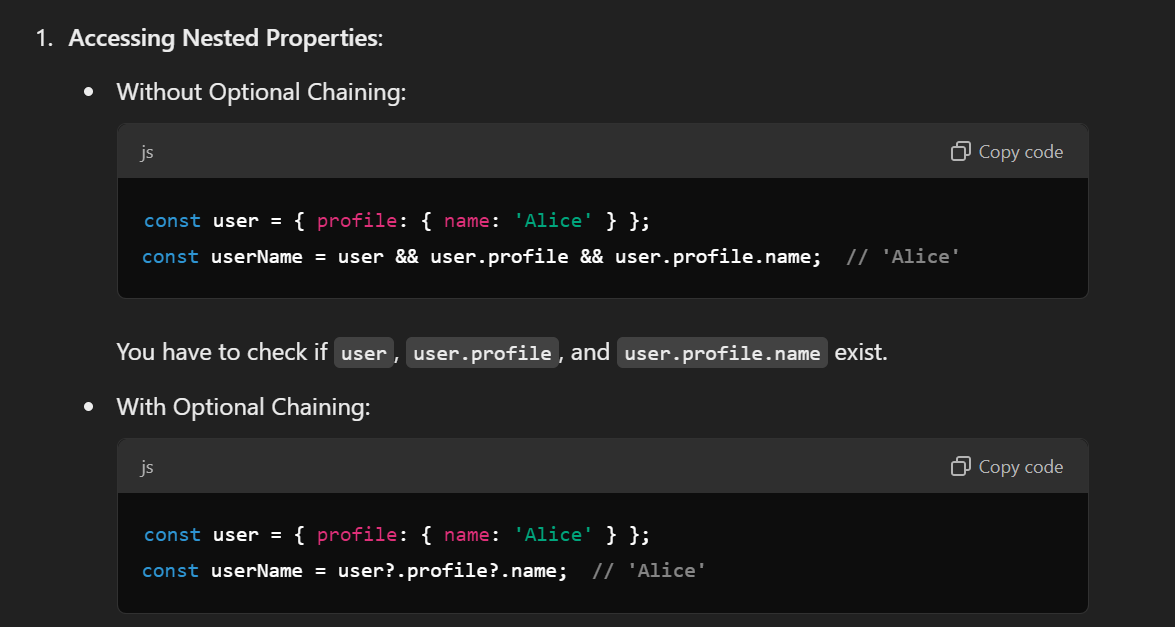 1. Accessing Nested Properties:
• Without Optional Chaining:
js Copy code
const user = { profile: { name: 'Alice' } };
const userName = user && user.profile && user.profile.name;  // 'Alice'
You have to check if user, user.profile, and user.profile.name exist.
• With Optional Chaining:
js Copy code
const user = { profile: { name: 'Alice' } };
const userName = user?.profile?.name;  // 'Alice'